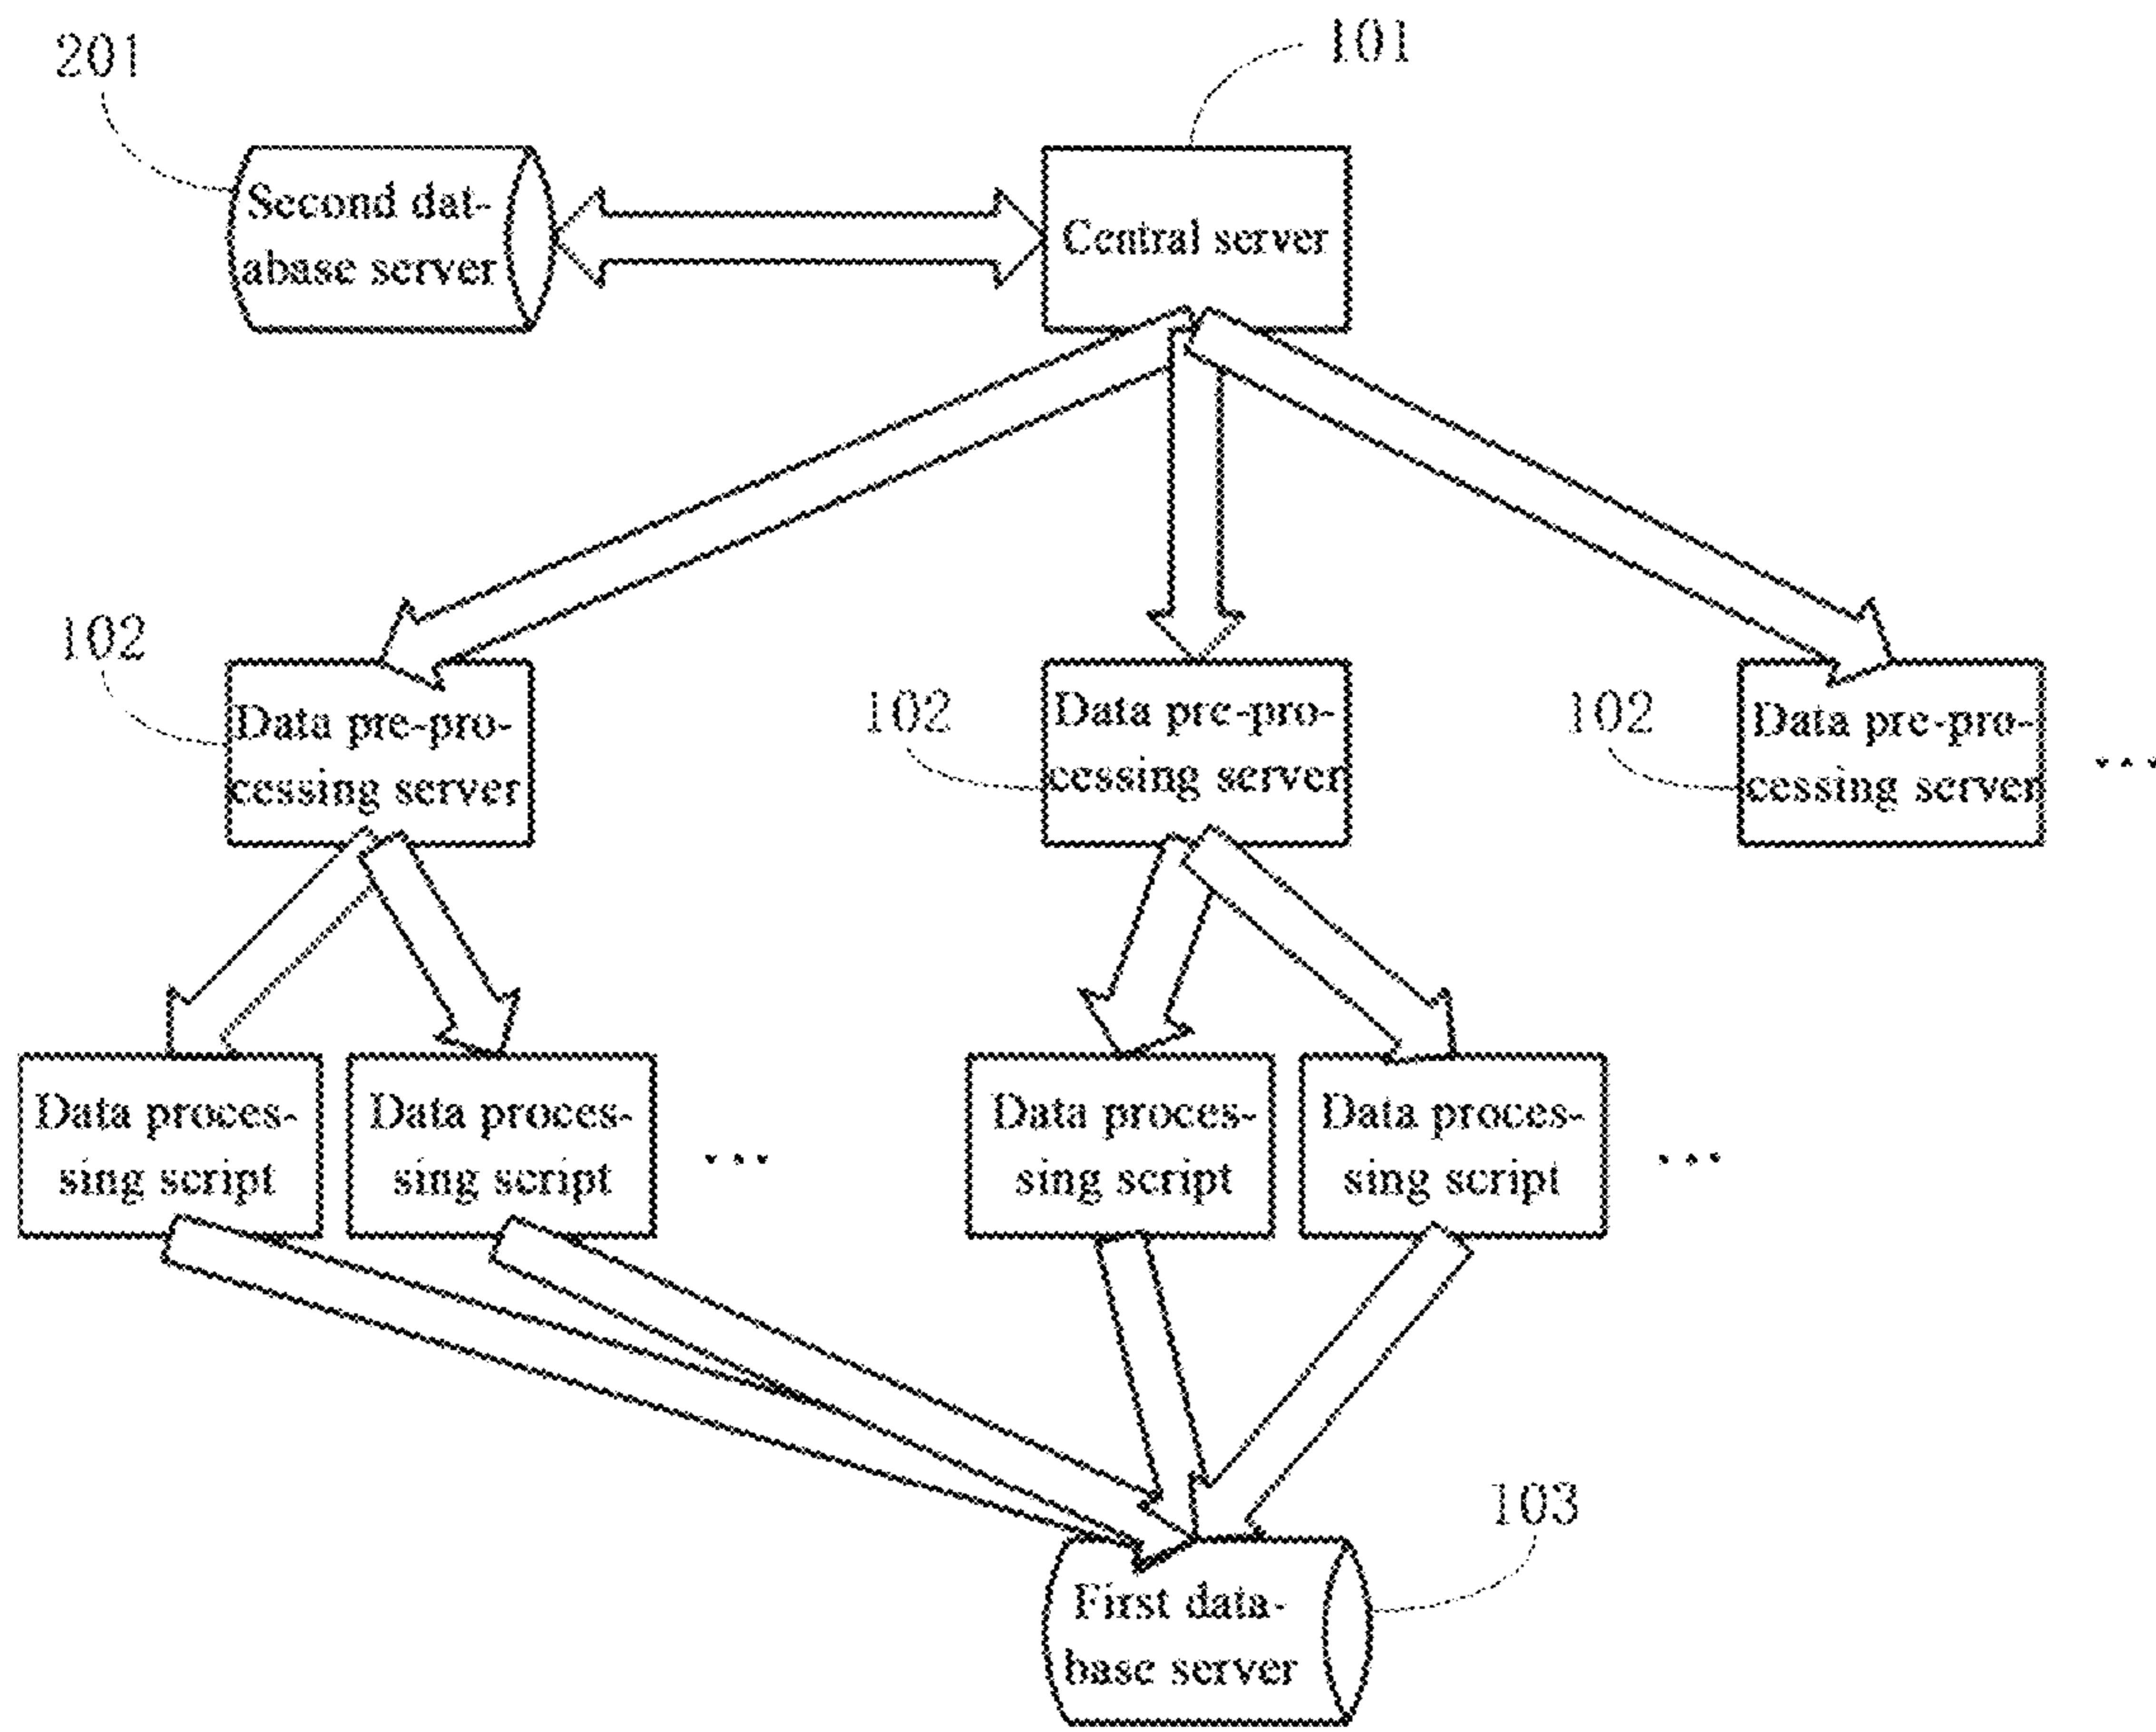 201
101
Second dat-
abase server
Central server
102
Data pre-pro-
cessing server
102
Data pre-pro-
cessing server
102
Data pre-pro-
cessing server
...
Data proces-
sing script
Data proces-
sing script
...
Data proces-
sing script
Data proces-
sing script
...
103
First data-
base server